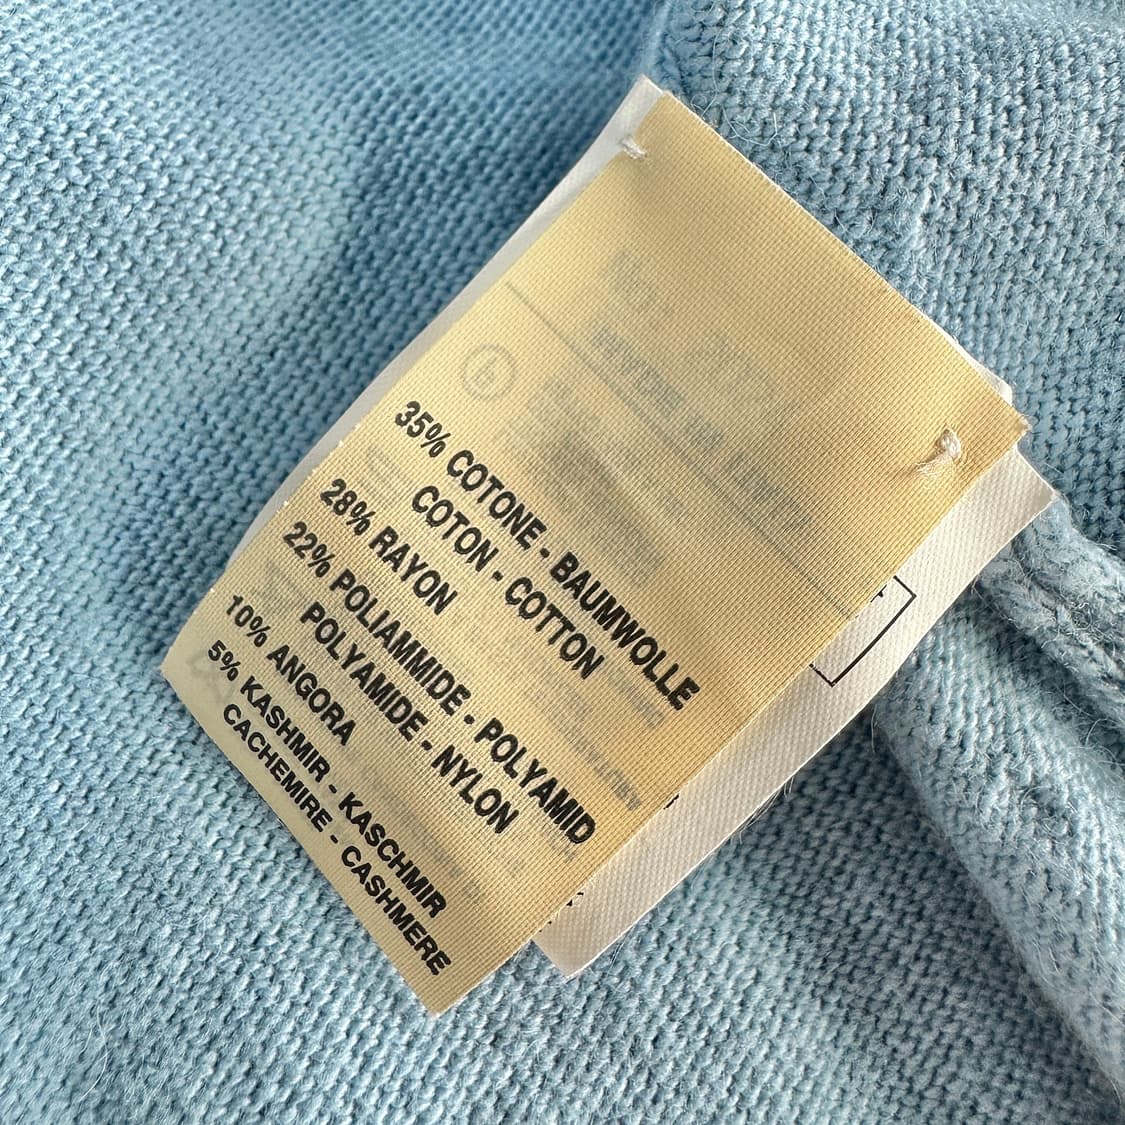 35% COTONE - BAUMWOLLE
COTON - COTTON
28% RAYON
22% POLIAMMIDE - POLYAMID
POLYAMIDE - NYLON
10% ANGORA
5% KASHMIR - KASCHMIR
CACHEMIRE - CASHMERE